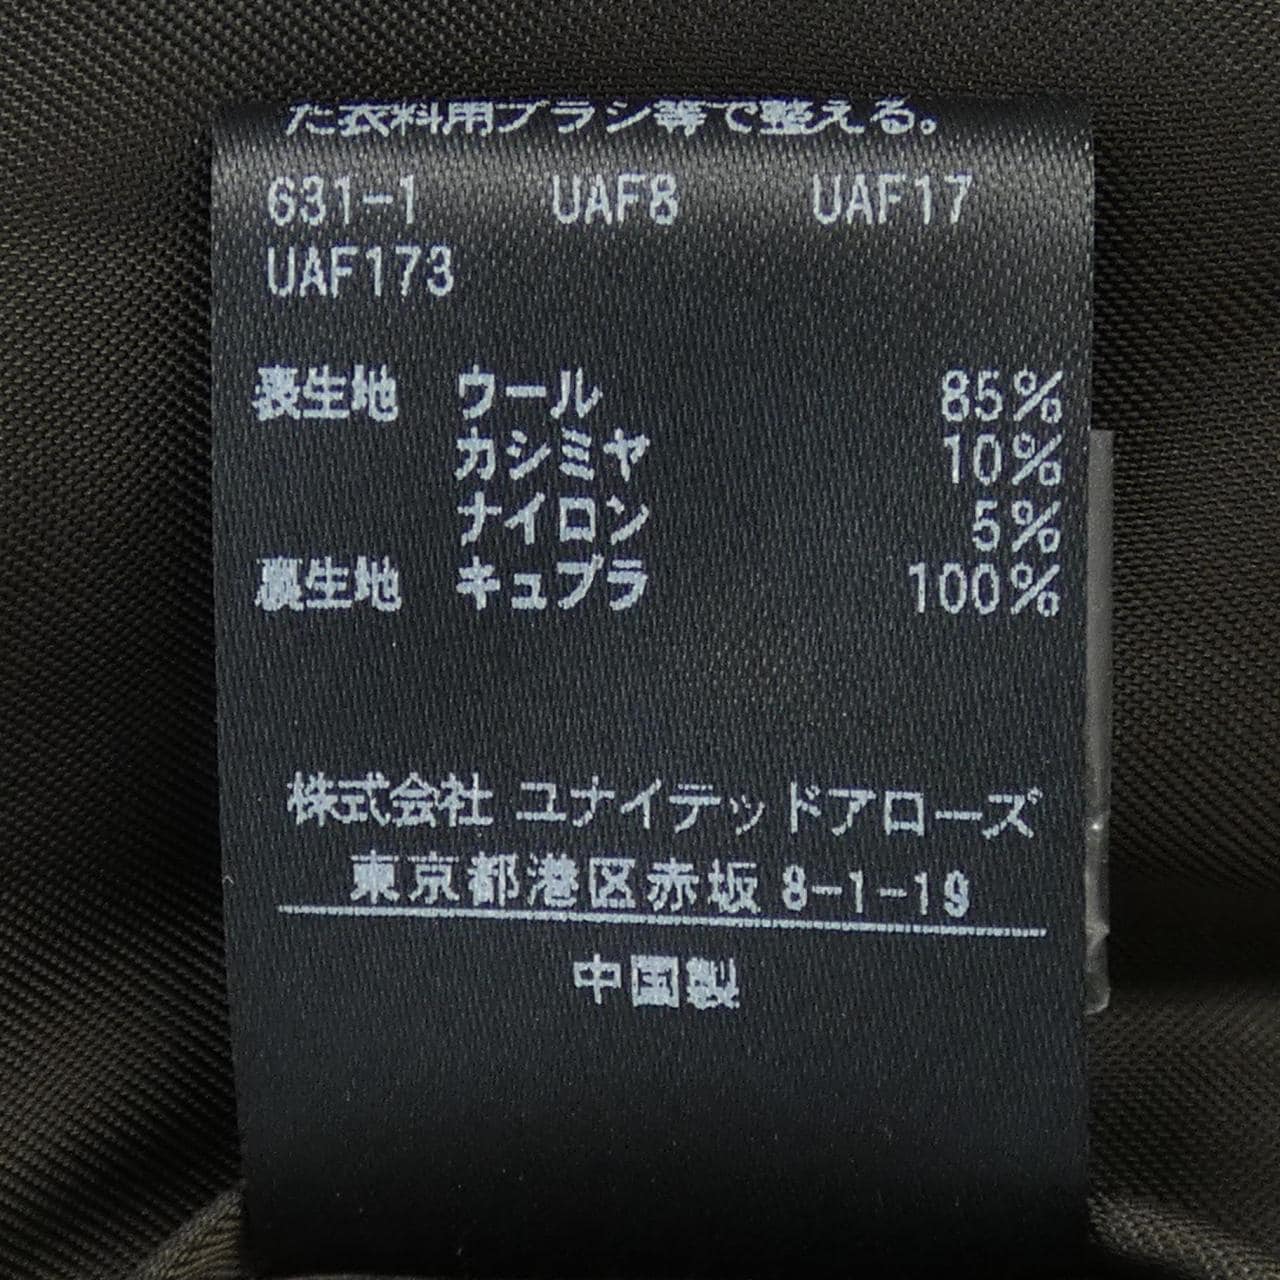 た衣料用ブラシ等で整える。
631-1 UAF8 UAF17
UAF173
表生地 ウール 85%
カシミヤ 10%
ナイロン 5%
裏生地 キュプラ 100%
株式会社 ユナイテッドアローズ
東京都港区赤坂 8-1-19
中国製